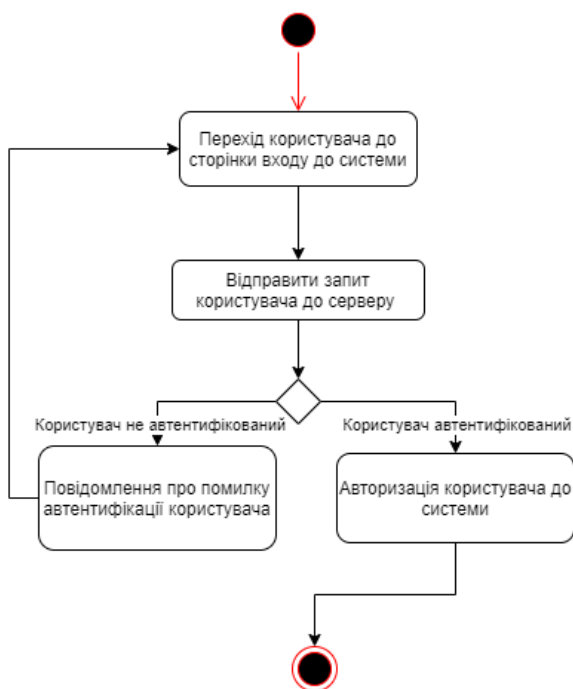 Перехід користувача до
сторінки входу до системи
Відправити запит
користувача до серверу
Користувач не автентифікований
Користувач автентифікований
Повідомлення про помилку
автентифікації користувача
Авторизація користувача до
системи